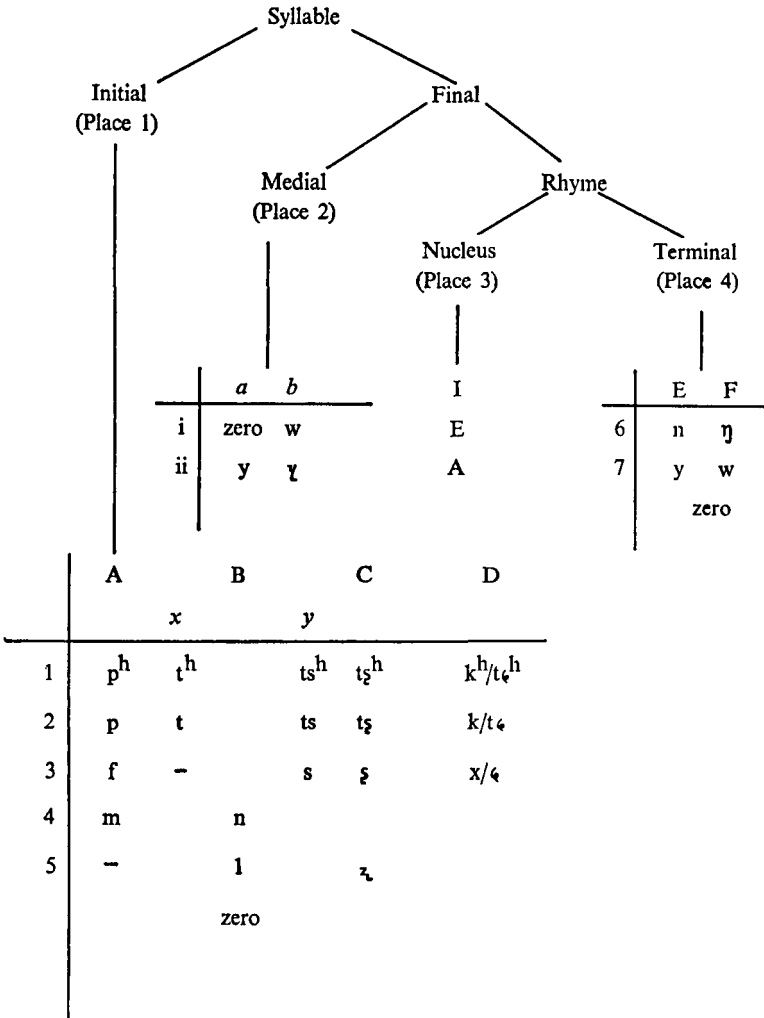 Syllable
Initial Final
(Place 1)
Medial Rhyme
(Place 2)
Nucleus Terminal
(Place 3) (Place 4)
a b I E F
i zero w E 6 n ŋ
ii y ɥ A 7 y w
zero
A B C D
x y
1 pʰ tʰ tsʰ tʂʰ kʰ/tɕʰ
2 p t ts tʂ k/tɕ
3 f – s ʂ x/ɕ
4 m n
5 – l ʐ
zero